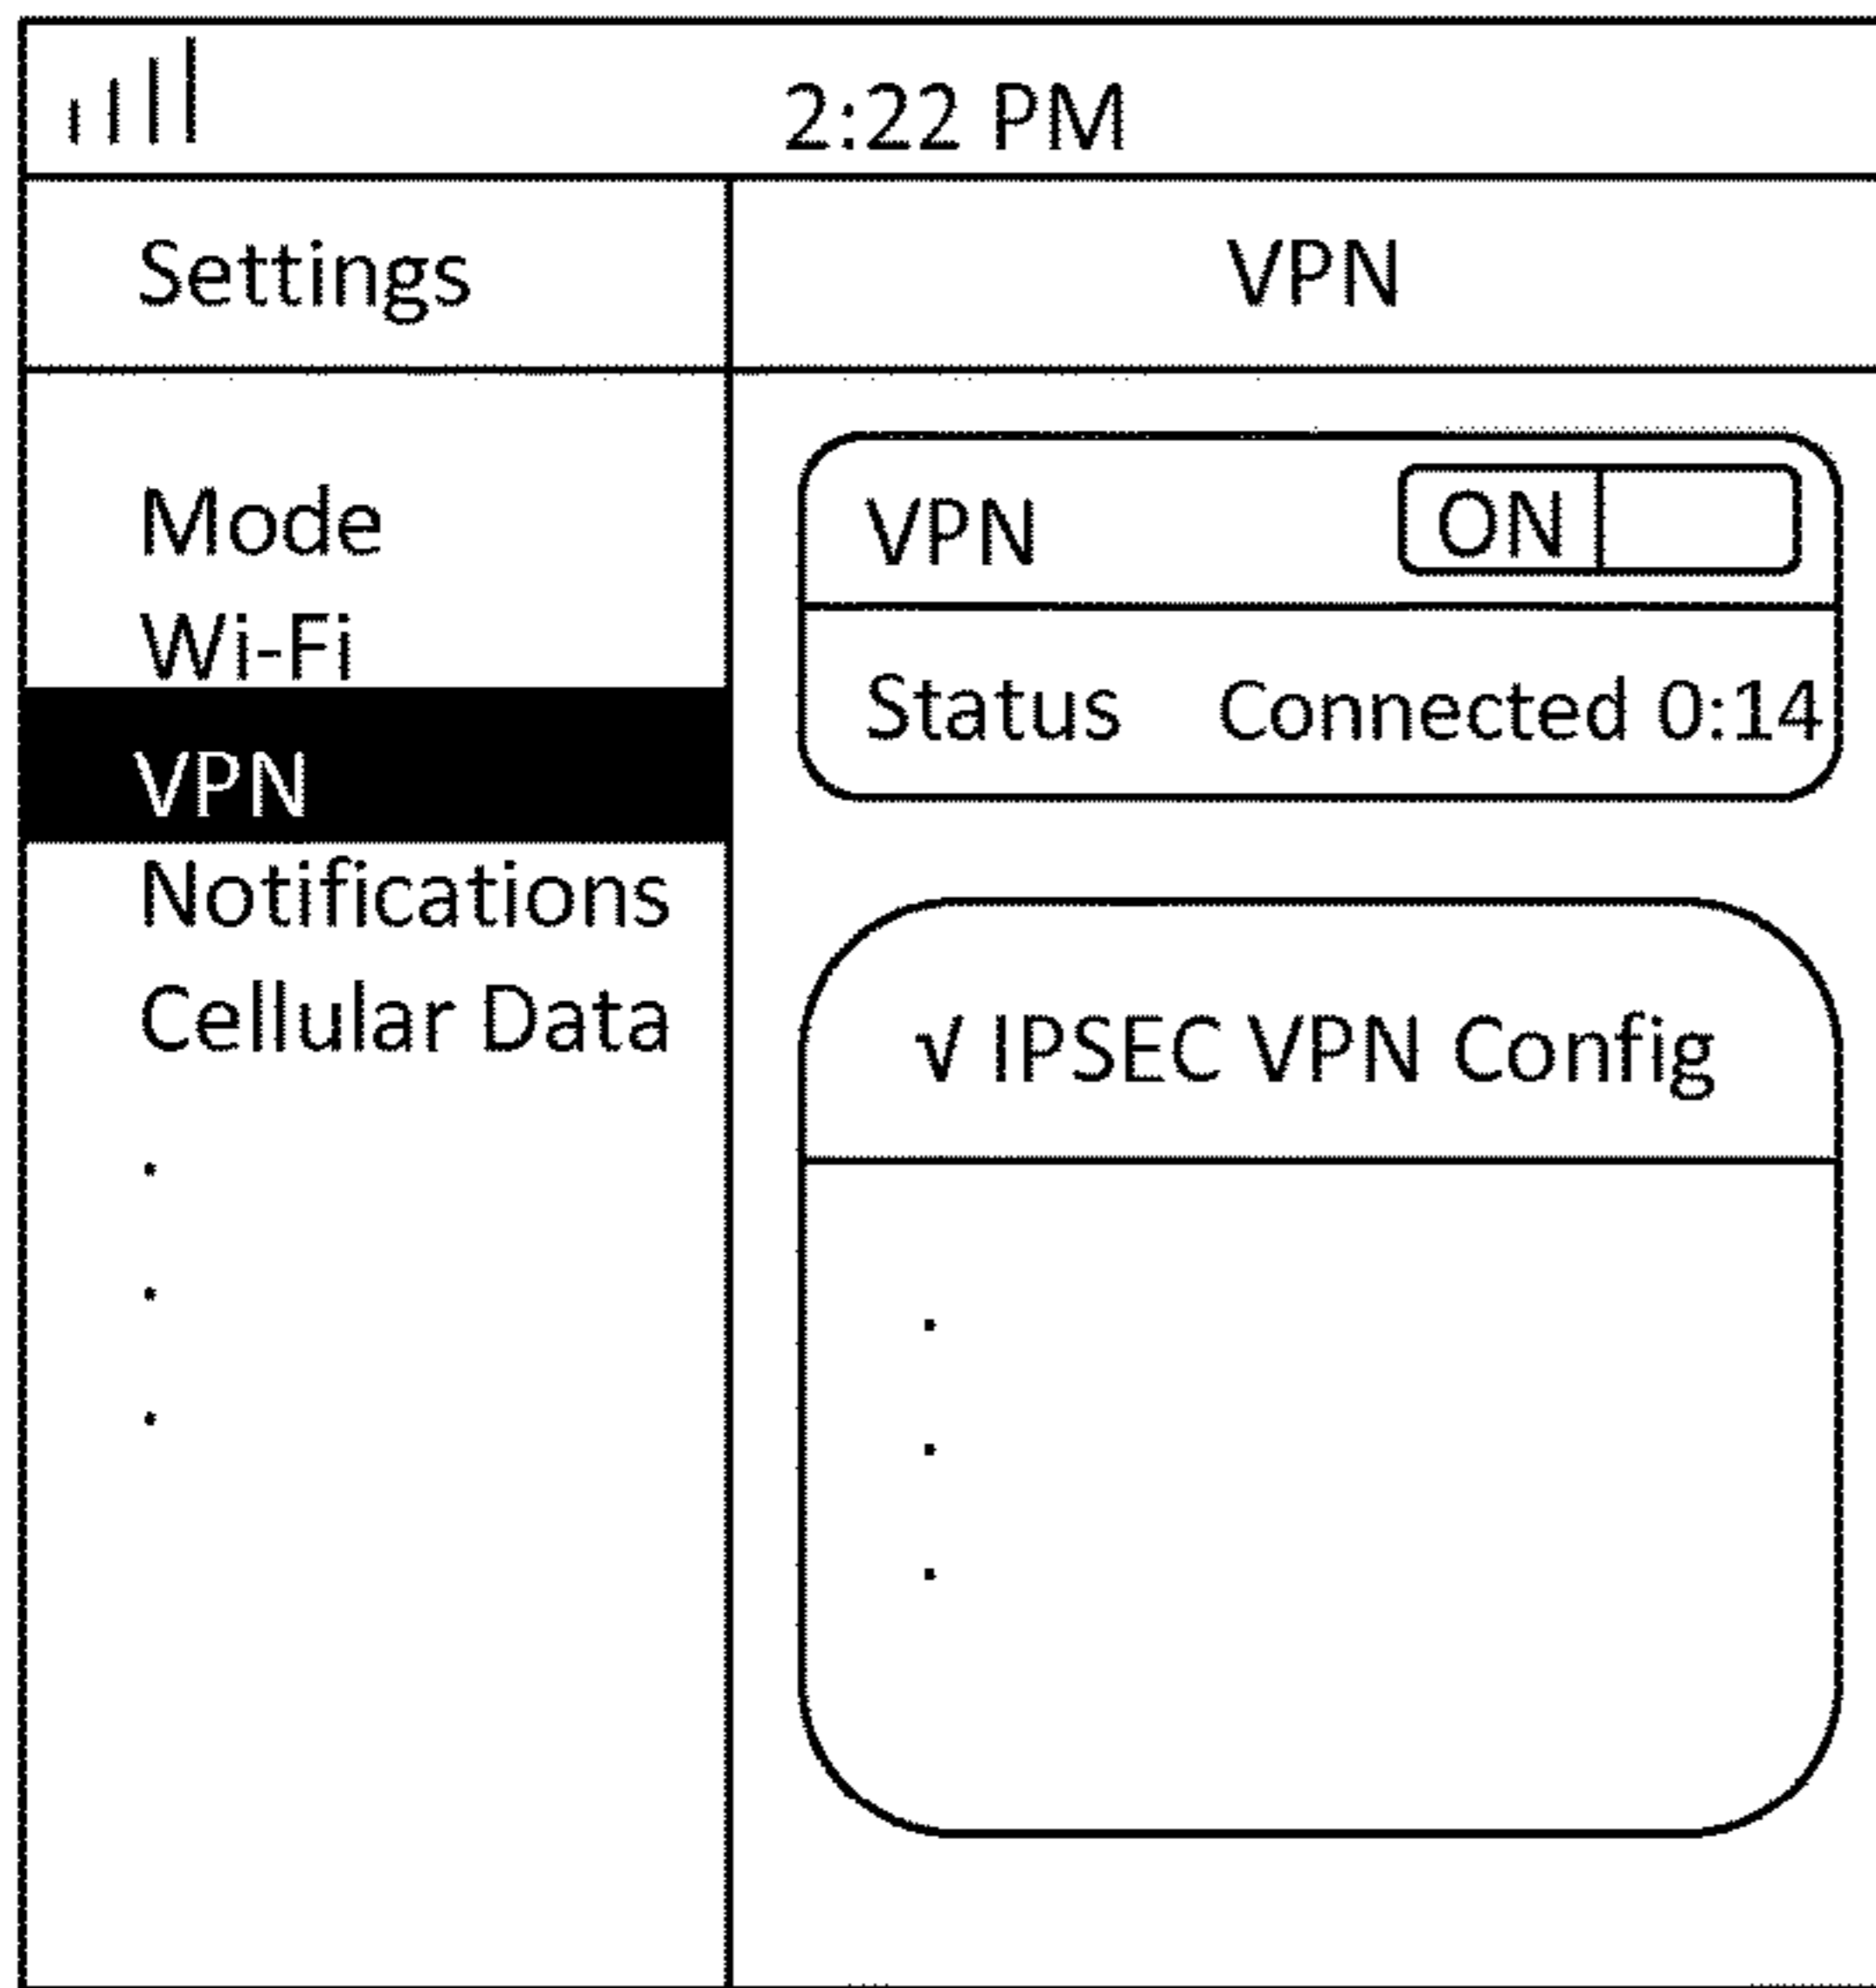 2:22 PM
Settings
VPN
Mode
Wi-Fi
VPN
Notifications
Cellular Data
.
.
.
VPN ON
Status Connected 0:14
√ IPSEC VPN Config
.
.
.